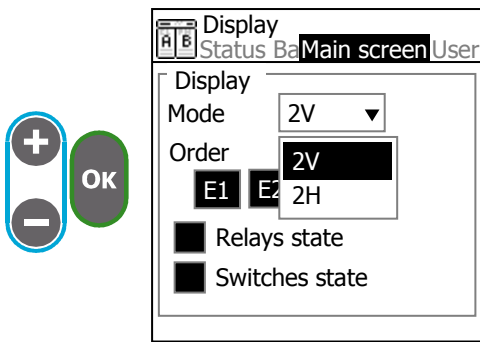 Display
A B
Status Ba Main screen User
Display
Mode 2V
Order
2V
E1 E2
2H
Relays state
Switches state
+
OK
−